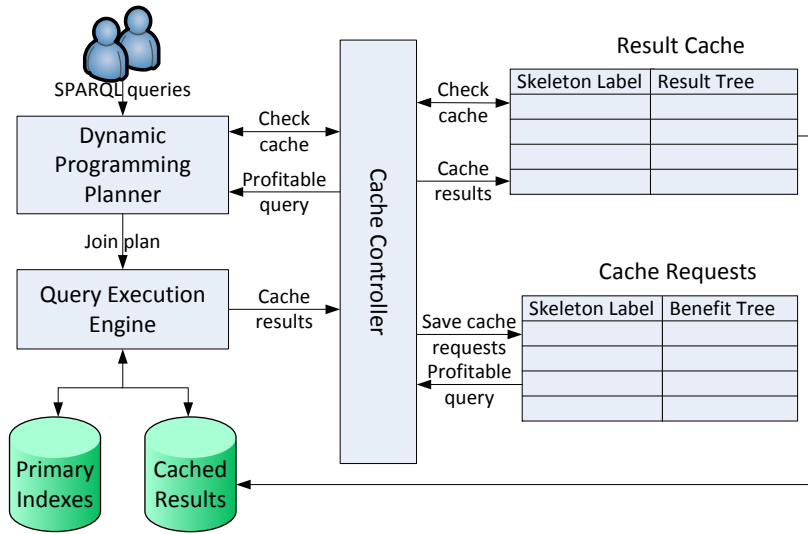 SPARQL queries
Dynamic
Programming
Planner
Check
cache
Profitable
query
Join plan
Query Execution
Engine
Cache
results
Primary
Indexes
Cached
Results
Cache Controller
Result Cache
Check
cache
Skeleton Label
Result Tree
Cache
results
Cache Requests
Skeleton Label
Benefit Tree
Save cache
requests
Profitable
query